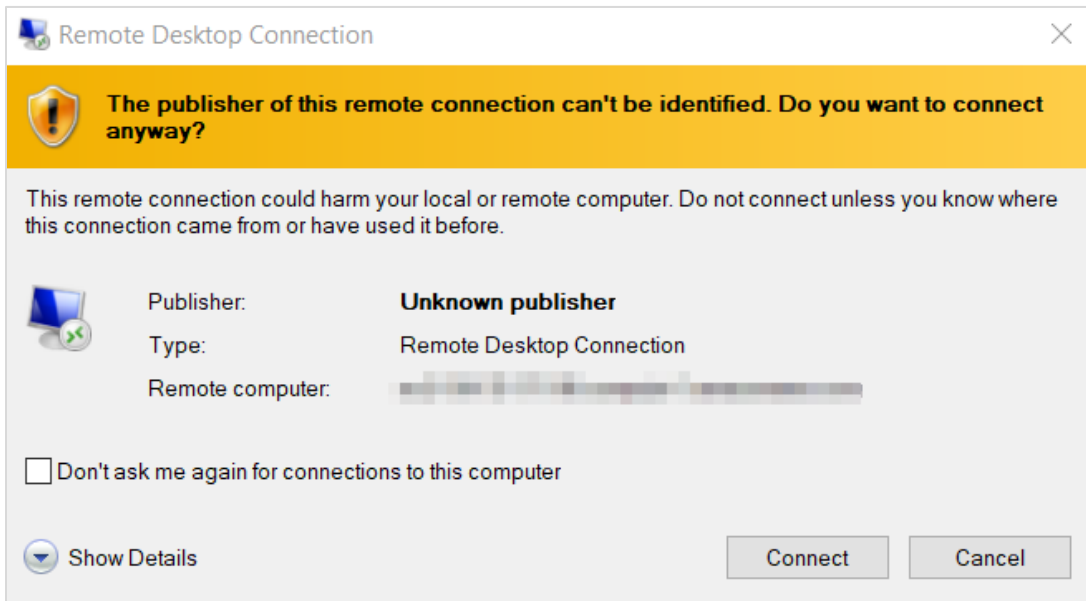 Remote Desktop Connection
The publisher of this remote connection can't be identified. Do you want to connect
anyway?
This remote connection could harm your local or remote computer. Do not connect unless you know where
this connection came from or have used it before.
Publisher: Unknown publisher
Type: Remote Desktop Connection
Remote computer:
Don't ask me again for connections to this computer
Show Details Connect Cancel